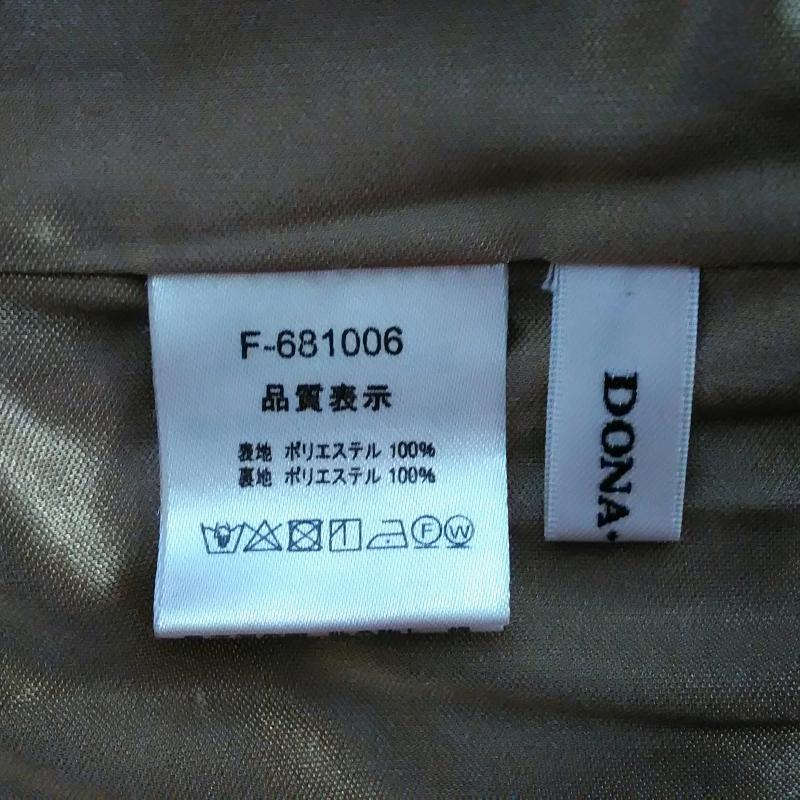 F-681006
品質表示
表地 ポリエステル 100%
裏地 ポリエステル 100%
F W
DONA.